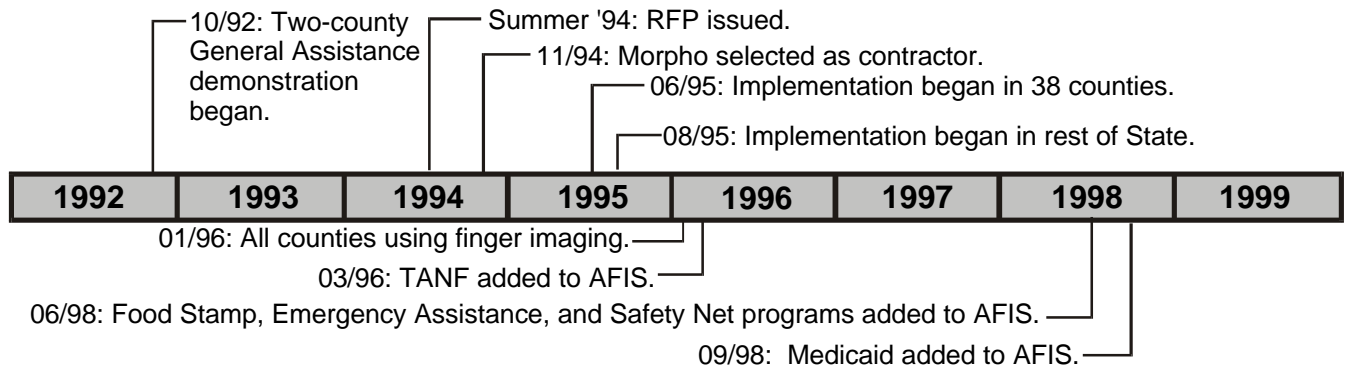 10/92: Two-county
General Assistance
demonstration
began.
Summer '94: RFP issued.
11/94: Morpho selected as contractor.
06/95: Implementation began in 38 counties.
08/95: Implementation began in rest of State.
1992 1993 1994 1995 1996 1997 1998 1999
01/96: All counties using finger imaging.
03/96: TANF added to AFIS.
06/98: Food Stamp, Emergency Assistance, and Safety Net programs added to AFIS.
09/98: Medicaid added to AFIS.